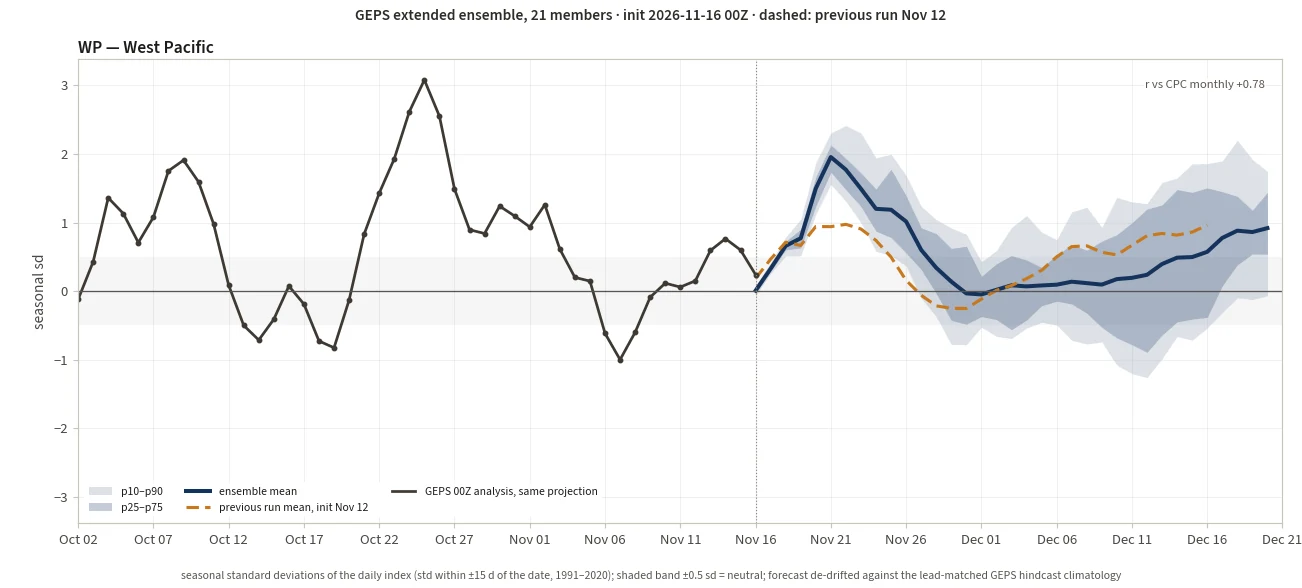 GEPS extended ensemble, 21 members · init 2026-11-16 00Z · dashed: previous run Nov 12
WP — West Pacific
r vs CPC monthly +0.78
seasonal sd
3
2
1
0
−1
−2
−3
p10–p90
p25–p75
ensemble mean
previous run mean, init Nov 12
GEPS 00Z analysis, same projection
Oct 02 Oct 07 Oct 12 Oct 17 Oct 22 Oct 27 Nov 01 Nov 06 Nov 11 Nov 16 Nov 21 Nov 26 Dec 01 Dec 06 Dec 11 Dec 16 Dec 21
seasonal standard deviations of the daily index (std within ±15 d of the date, 1991–2020); shaded band ±0.5 sd = neutral; forecast de-drifted against the lead-matched GEPS hindcast climatology